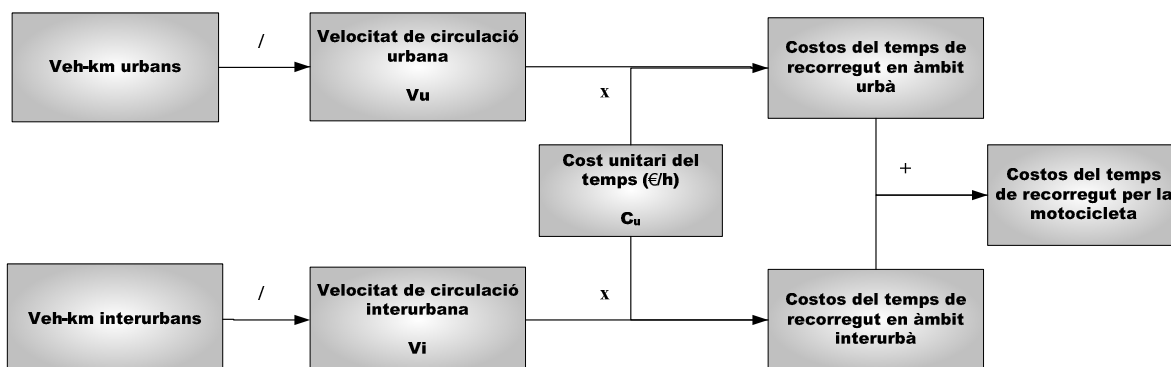 Veh-km urbans
/
Velocitat de circulació
urbana
Vu
x
Costos del temps de
recorregut en àmbit
urbà
Cost unitari del
temps (€/h)
Cu
+
Costos del temps
de recorregut per la
motocicleta
Veh-km interurbans
/
Velocitat de circulació
interurbana
Vi
x
Costos del temps de
recorregut en àmbit
interurbà